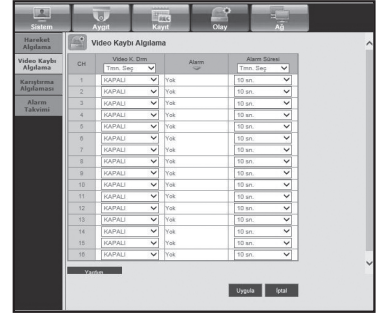 Sistem Aygıt Kayıt Olay Ağ
Hareket Algılama
Video Kaybı Algılama
Karıştırma Algılaması
Alarm Takvimi
Video Kaybı Algılama
CH Video K. Drm Alarm Alarm Süresi
Tmn. Seç Tmn. Seç
1 KAPALI Yok 10 sn.
2 KAPALI Yok 10 sn.
3 KAPALI Yok 10 sn.
4 KAPALI Yok 10 sn.
5 KAPALI Yok 10 sn.
6 KAPALI Yok 10 sn.
7 KAPALI Yok 10 sn.
8 KAPALI Yok 10 sn.
9 KAPALI Yok 10 sn.
10 KAPALI Yok 10 sn.
11 KAPALI Yok 10 sn.
12 KAPALI Yok 10 sn.
13 KAPALI Yok 10 sn.
14 KAPALI Yok 10 sn.
15 KAPALI Yok 10 sn.
16 KAPALI Yok 10 sn.
Yardım
Uygula İptal